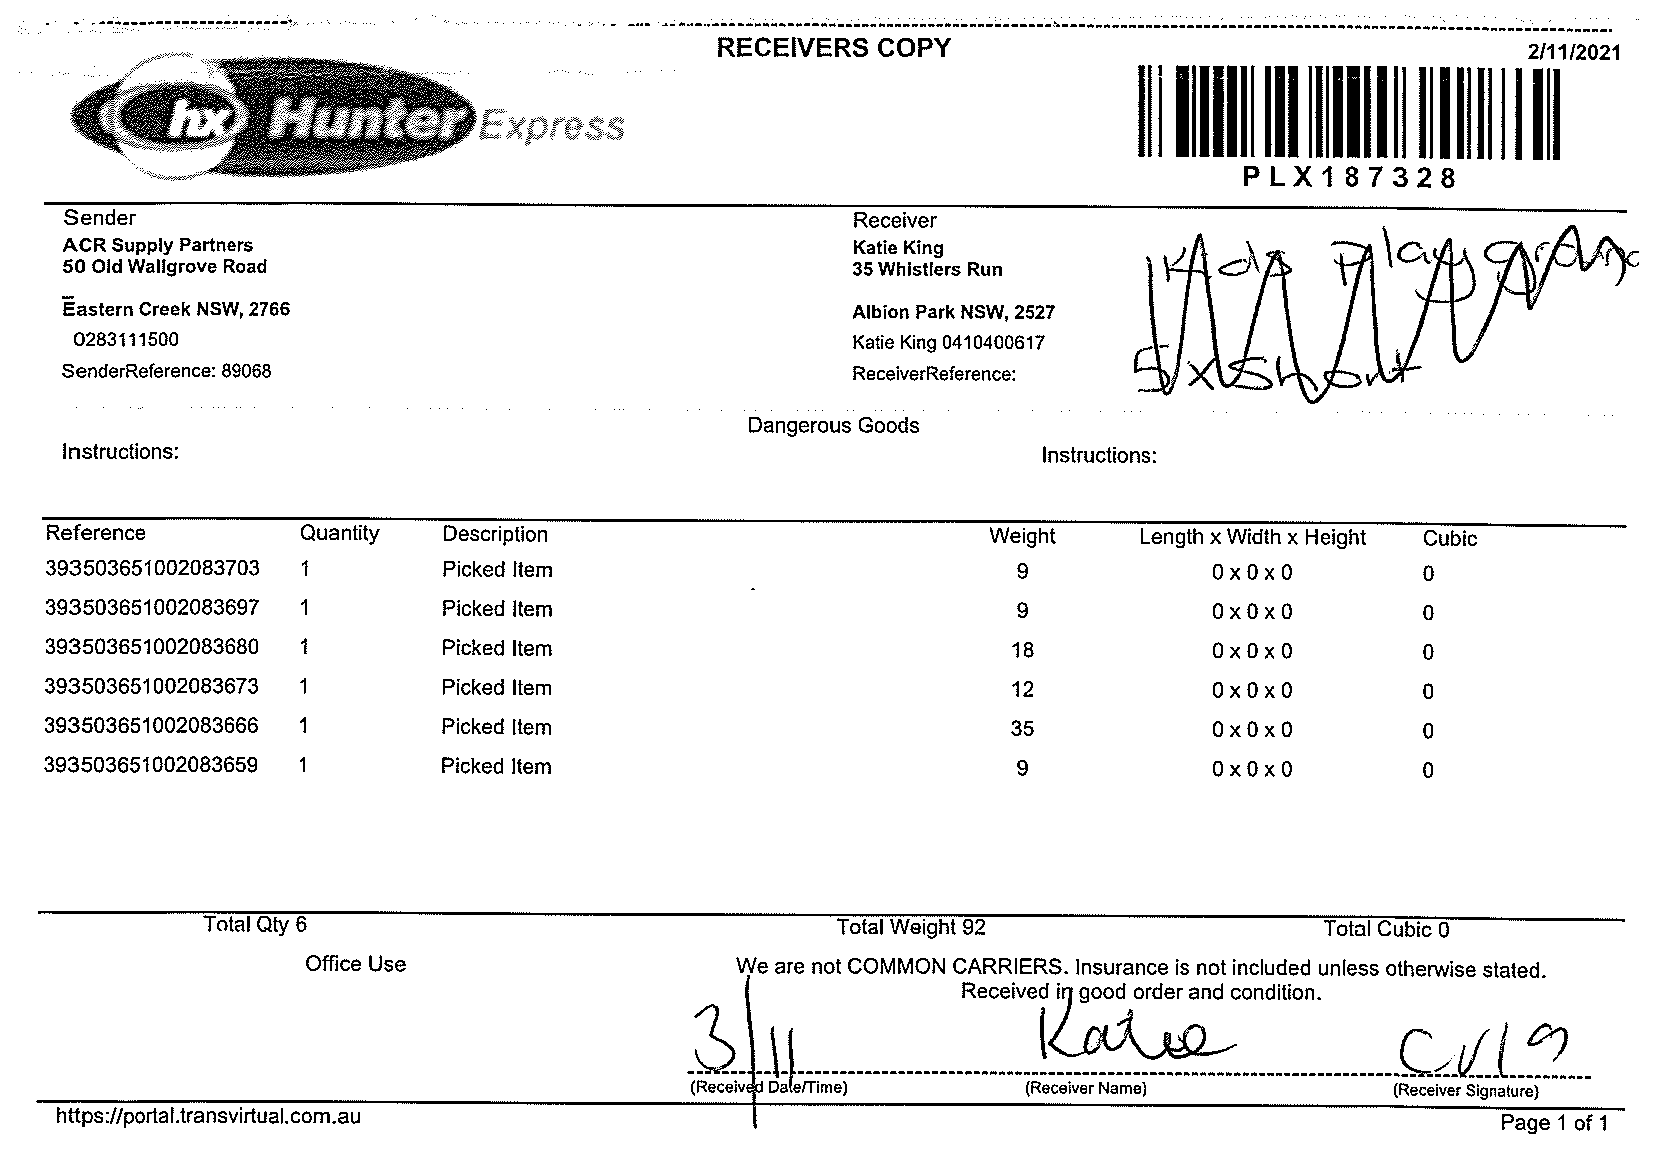 RECEIVERS COPY
2/11/2021
hx Hunter Express
PLX187328
Sender
ACR Supply Partners
50 Old Wallgrove Road
Eastern Creek NSW, 2766
0283111500
SenderReference: 89068
Receiver
Katie King
35 Whistlers Run
Albion Park NSW, 2527
Katie King 0410400617
ReceiverReference:
Kids playground
5 x Short
Dangerous Goods
Instructions:
Instructions:
Reference Quantity Description Weight Length x Width x Height Cubic
393503651002083703 1 Picked Item 9 0 x 0 x 0 0
393503651002083697 1 Picked Item 9 0 x 0 x 0 0
393503651002083680 1 Picked Item 18 0 x 0 x 0 0
393503651002083673 1 Picked Item 12 0 x 0 x 0 0
393503651002083666 1 Picked Item 35 0 x 0 x 0 0
393503651002083659 1 Picked Item 9 0 x 0 x 0 0
Total Qty 6 Total Weight 92 Total Cubic 0
Office Use
We are not COMMON CARRIERS. Insurance is not included unless otherwise stated.
Received in good order and condition.
3/11 Katie CV19
(Received Date/Time) (Receiver Name) (Receiver Signature)
https://portal.transvirtual.com.au
Page 1 of 1